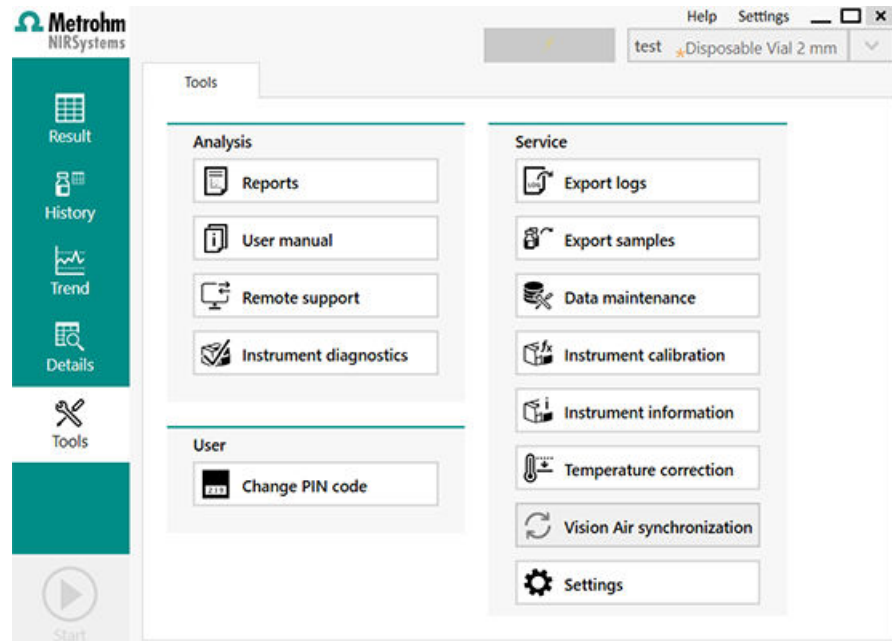 Metrohm
NIRSystems
Help Settings
test *Disposable Vial 2 mm
Result
History
Trend
Details
Tools
Start
Tools
Analysis
Reports
User manual
Remote support
Instrument diagnostics
User
Change PIN code
Service
Export logs
Export samples
Data maintenance
Instrument calibration
Instrument information
Temperature correction
Vision Air synchronization
Settings